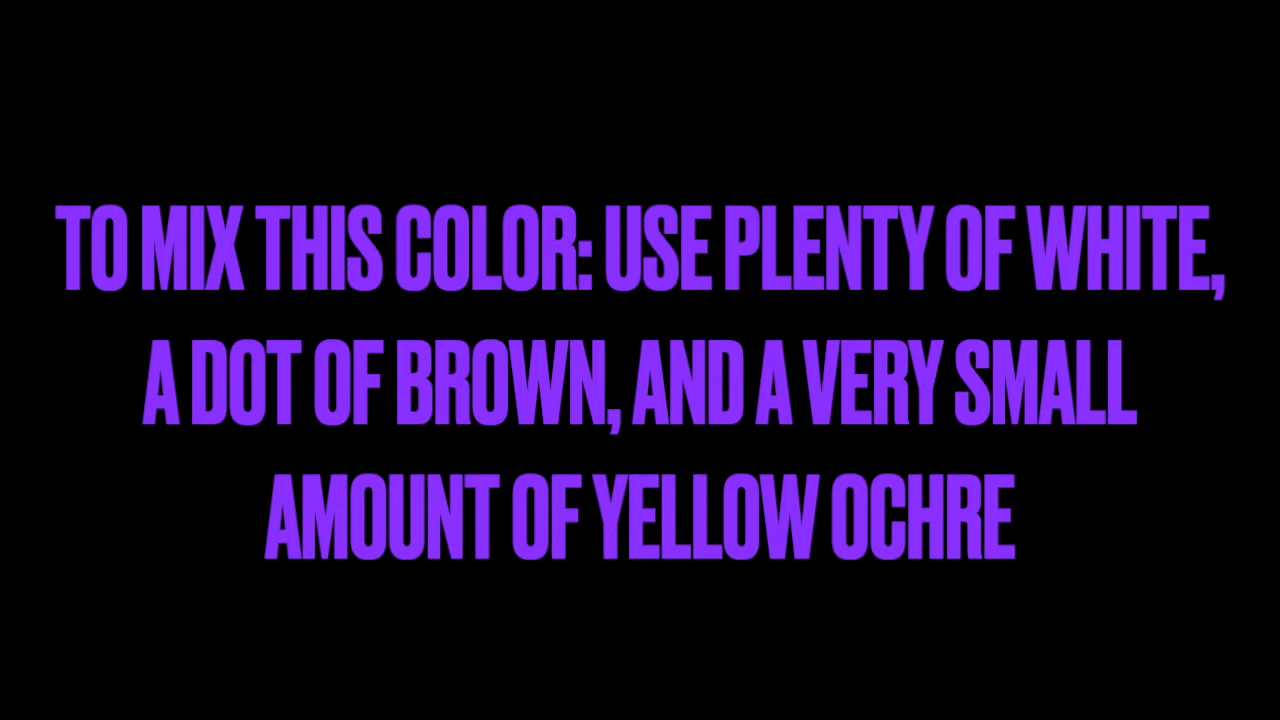 TO MIX THIS COLOR: USE PLENTY OF WHITE,
A DOT OF BROWN, AND A VERY SMALL
AMOUNT OF YELLOW OCHRE